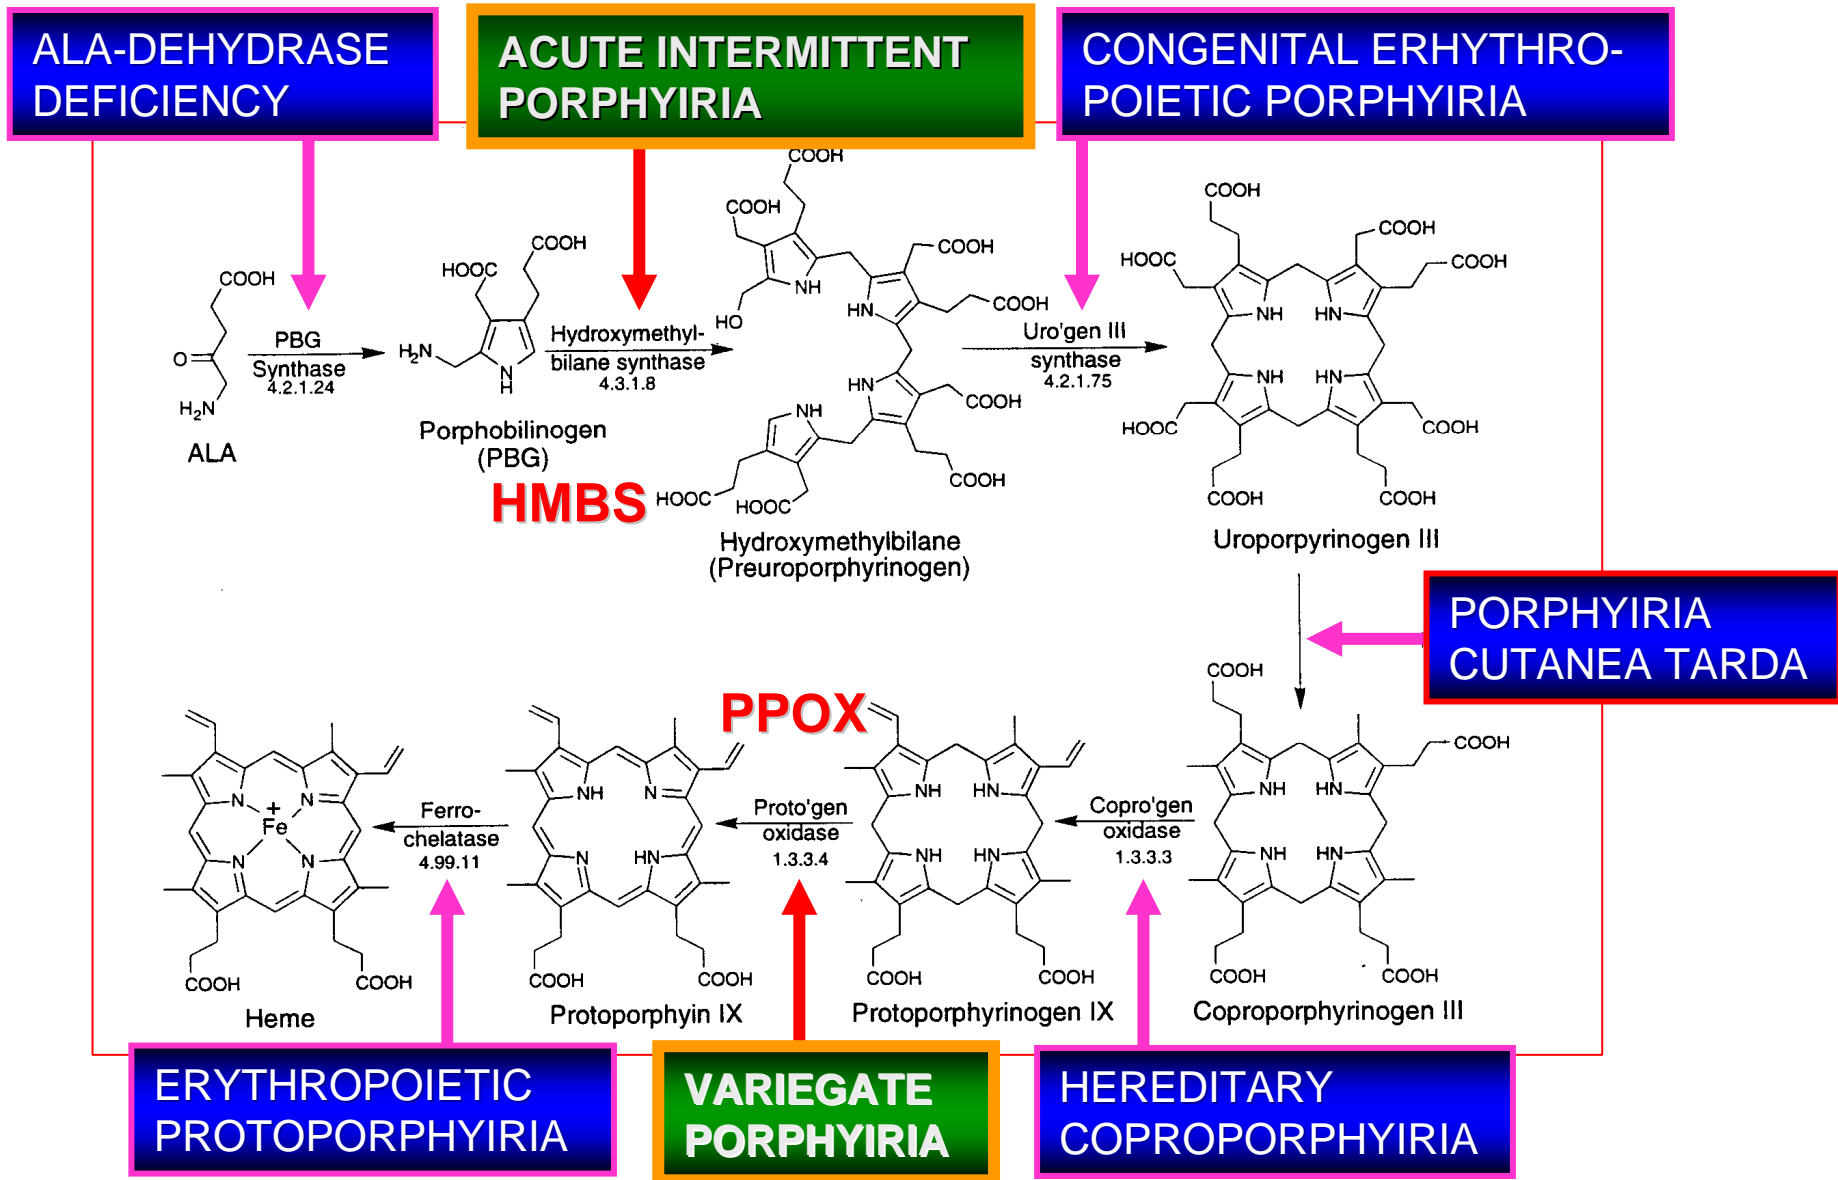 ALA-DEHYDRASE
DEFICIENCY
ACUTE INTERMITTENT
PORPHYIRIA
CONGENITAL ERHYTHRO-
POIETIC PORPHYIRIA
COOH
O
H₂N
ALA
PBG
Synthase
4.2.1.24
COOH
HOOC
H₂N
N
H
Porphobilinogen
(PBG)
HMBS
Hydroxymethyl-
bilane synthase
4.3.1.8
COOH
COOH
COOH
NH
HN
COOH
HO
HN
COOH
NH
COOH
HOOC
HOOC
Hydroxymethylbilane
(Preuroporphyrinogen)
Uro'gen III
synthase
4.2.1.75
COOH
COOH
HOOC
COOH
NH
HN
NH
HN
HOOC
COOH
COOH
COOH
Uroporpyrinogen III
PORPHYIRIA
CUTANEA TARDA
COOH
COOH
NH
HN
NH
HN
COOH
COOH
Coproporphyrinogen III
Copro'gen
oxidase
1.3.3.3
NH
HN
NH
HN
COOH
COOH
Protoporphyrinogen IX
PPOX
Proto'gen
oxidase
1.3.3.4
NH
N
N
HN
COOH
COOH
Protoporphyin IX
Ferro-
chelatase
4.99.11
N
N
+
Fe
N
N
COOH
COOH
Heme
ERYTHROPOIETIC
PROTOPORPHYIRIA
VARIEGATE
PORPHYIRIA
HEREDITARY
COPROPORPHYIRIA